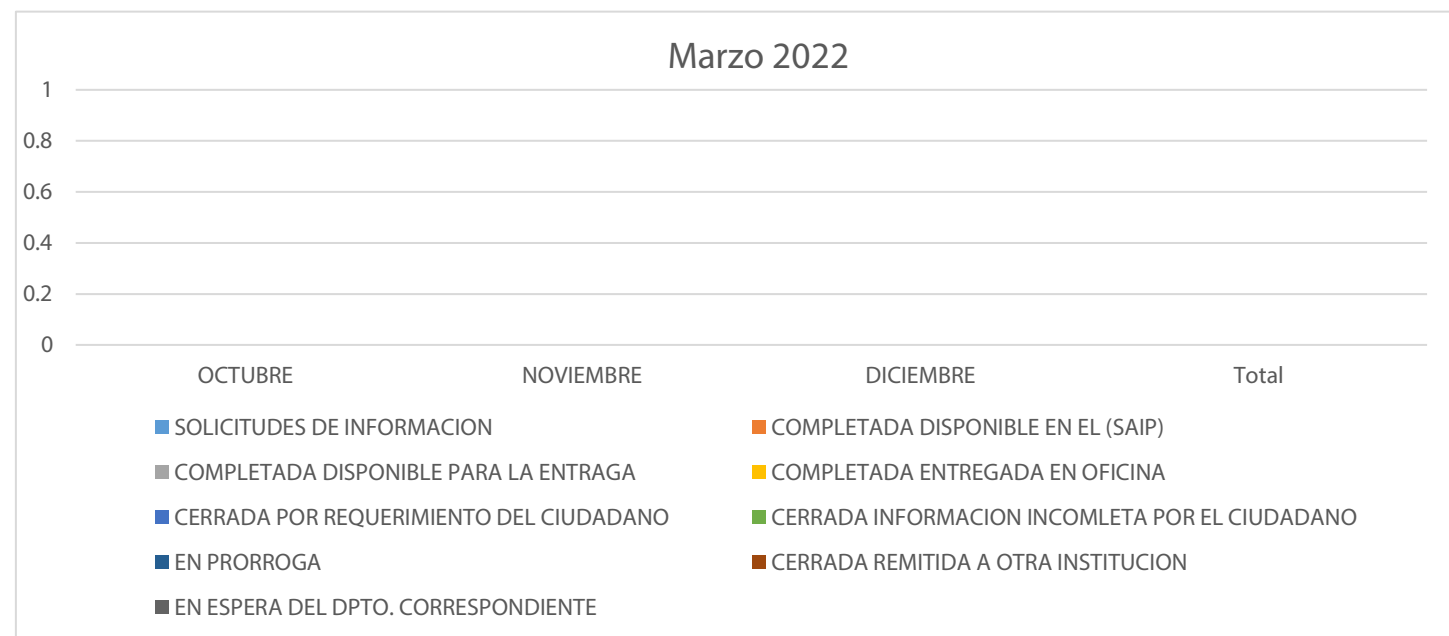 Marzo 2022
1
0.8
0.6
0.4
0.2
0
OCTUBRE NOVIEMBRE DICIEMBRE Total
SOLICITUDES DE INFORMACION COMPLETADA DISPONIBLE EN EL (SAIP)
COMPLETADA DISPONIBLE PARA LA ENTRAGA COMPLETADA ENTREGADA EN OFICINA
CERRADA POR REQUERIMIENTO DEL CIUDADANO CERRADA INFORMACION INCOMLETA POR EL CIUDADANO
EN PRORROGA CERRADA REMITIDA A OTRA INSTITUCION
EN ESPERA DEL DPTO. CORRESPONDIENTE